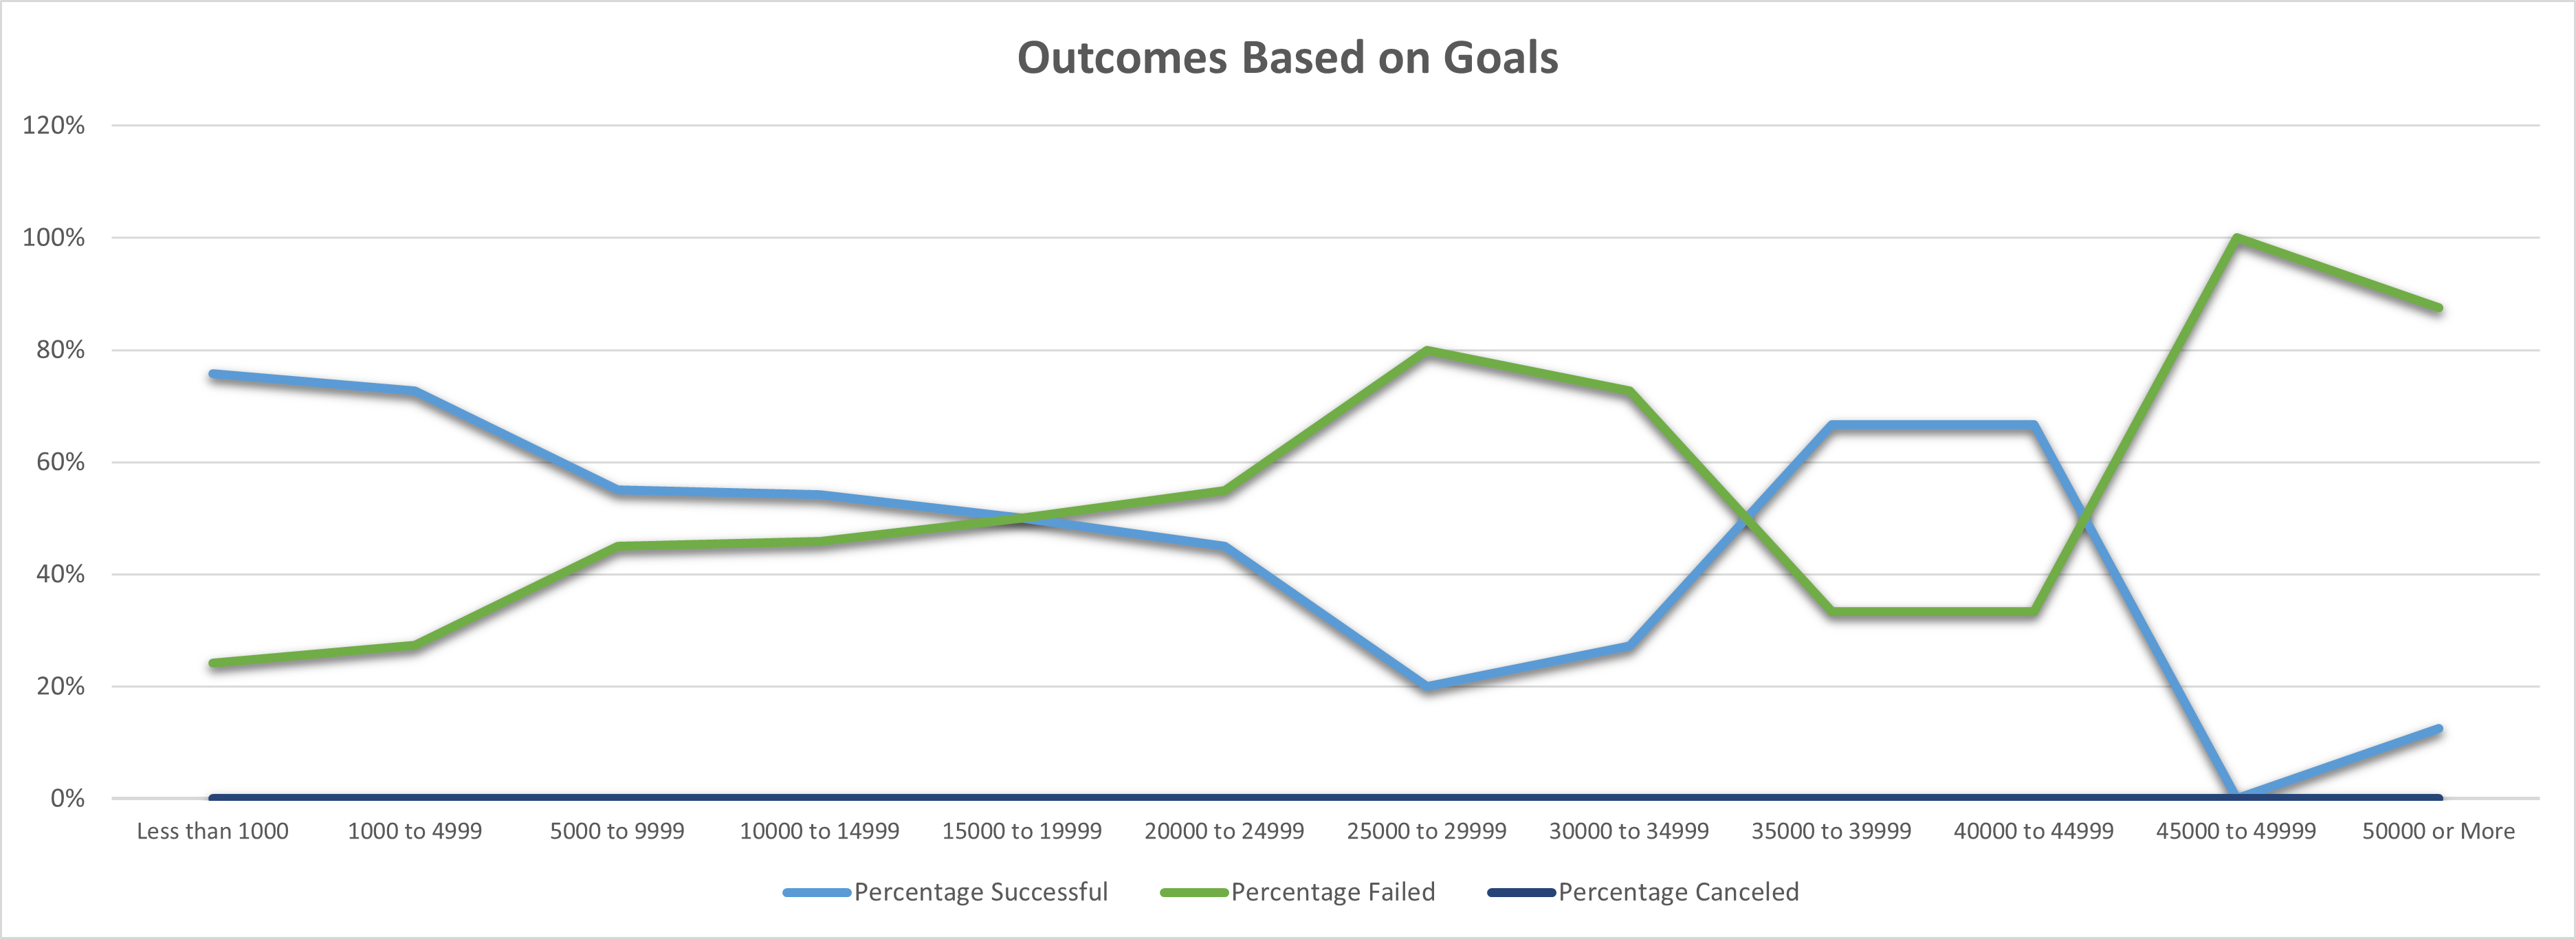 Outcomes Based on Goals
120%
100%
80%
60%
40%
20%
0%
Less than 1000 1000 to 4999 5000 to 9999 10000 to 14999 15000 to 19999 20000 to 24999 25000 to 29999 30000 to 34999 35000 to 39999 40000 to 44999 45000 to 49999 50000 or More
Percentage Successful Percentage Failed Percentage Canceled